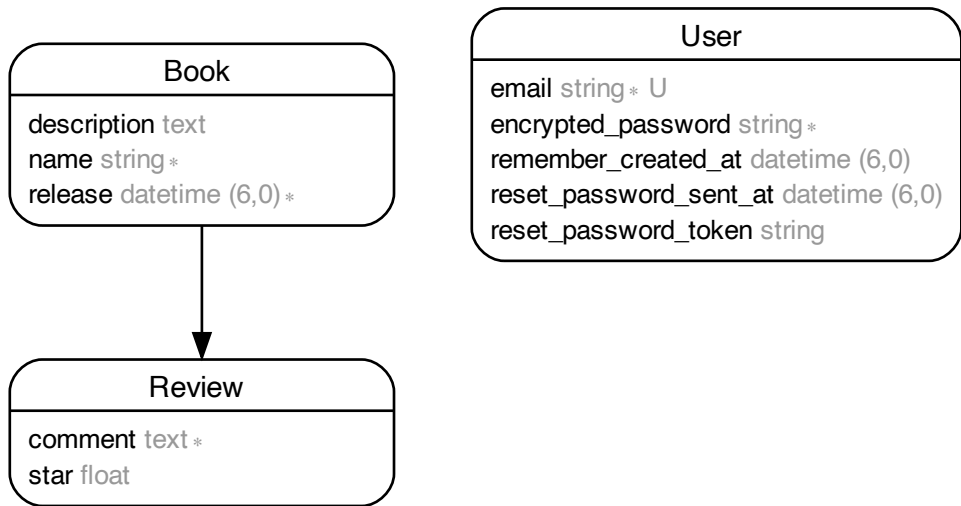 Book
description text
name string *
release datetime (6,0) *
User
email string * U
encrypted_password string *
remember_created_at datetime (6,0)
reset_password_sent_at datetime (6,0)
reset_password_token string
Review
comment text *
star float